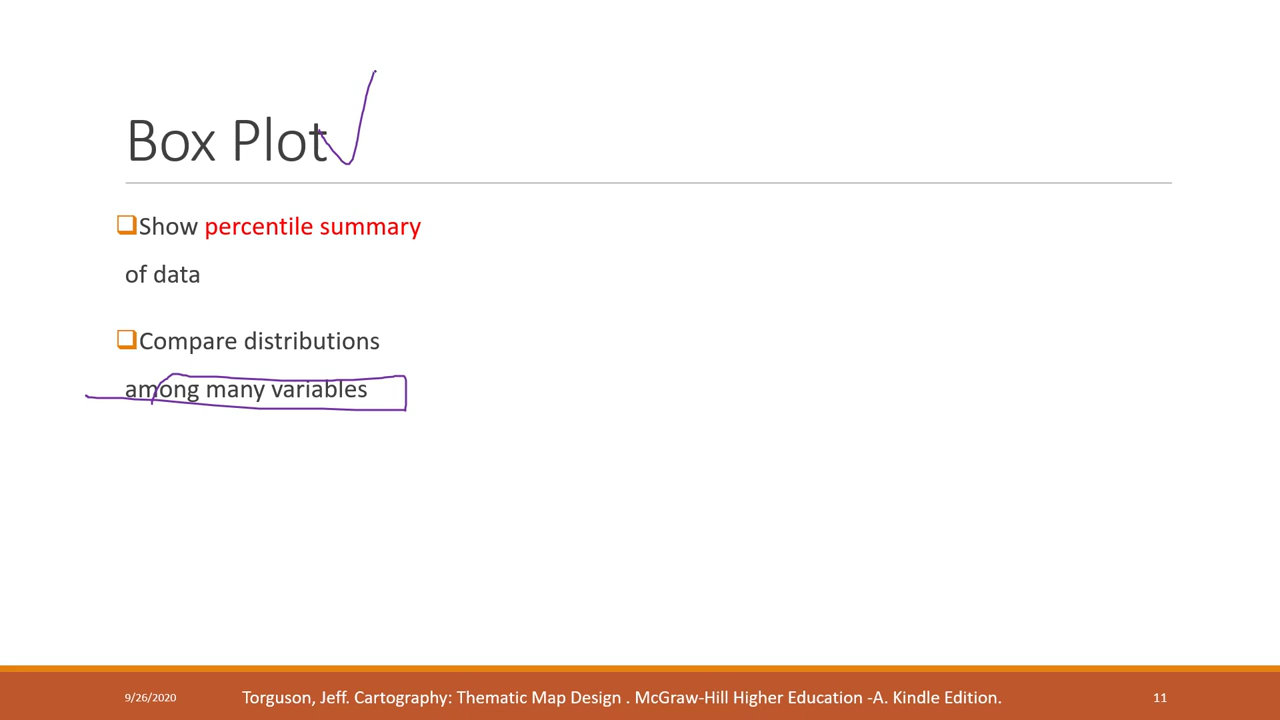 Box Plot
Show percentile summary
of data
Compare distributions
among many variables
9/26/2020
Torguson, Jeff. Cartography: Thematic Map Design . McGraw-Hill Higher Education -A. Kindle Edition.
11